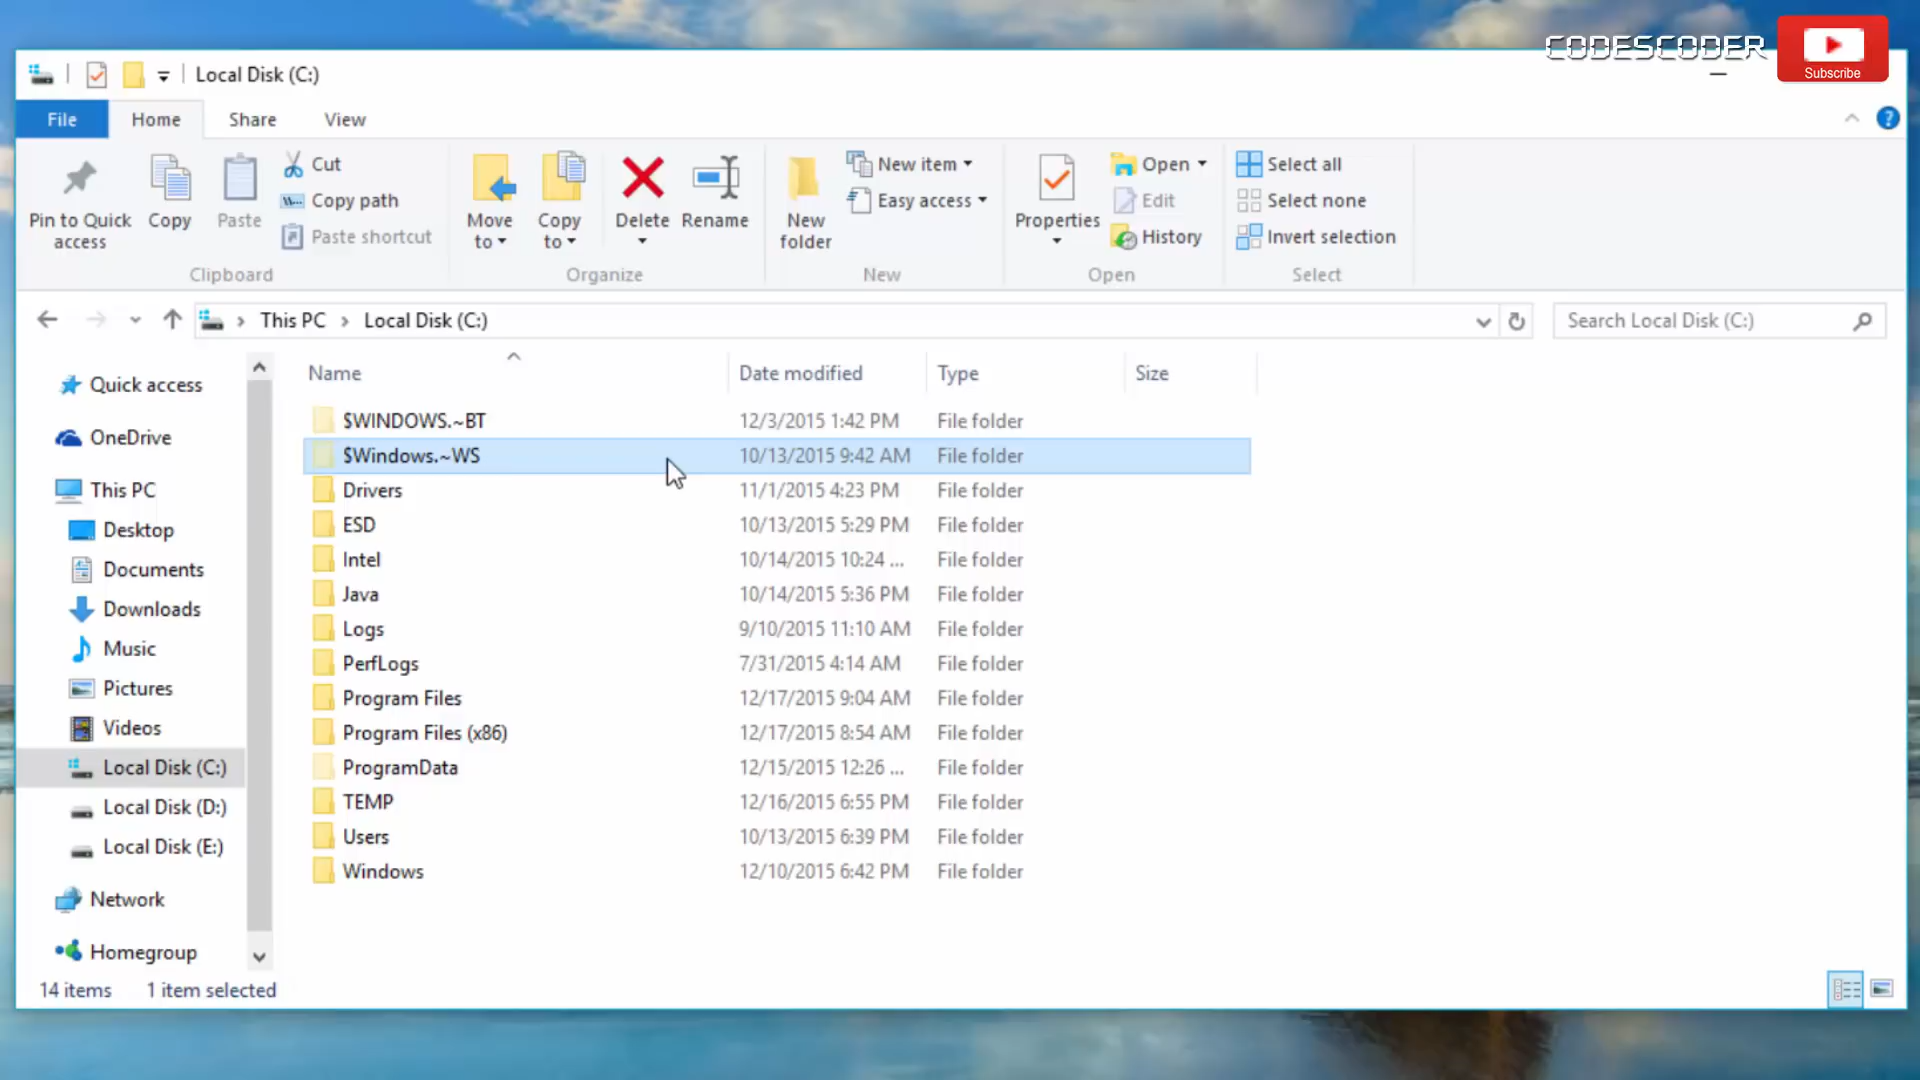 CODESCODER
Subscribe
Local Disk (C:)
File Home Share View
Pin to Quick access
Copy
Paste
Cut
Copy path
Paste shortcut
Clipboard
Move to
Copy to
Delete
Rename
Organize
New folder
New item
Easy access
New
Properties
Open
Edit
History
Open
Select all
Select none
Invert selection
Select
This PC Local Disk (C:)
Search Local Disk (C:)
Quick access
OneDrive
This PC
Desktop
Documents
Downloads
Music
Pictures
Videos
Local Disk (C:)
Local Disk (D:)
Local Disk (E:)
Network
Homegroup
Name Date modified Type Size
$WINDOWS.~BT 12/3/2015 1:42 PM File folder
$Windows.~WS 10/13/2015 9:42 AM File folder
Drivers 11/1/2015 4:23 PM File folder
ESD 10/13/2015 5:29 PM File folder
Intel 10/14/2015 10:24 ... File folder
Java 10/14/2015 5:36 PM File folder
Logs 9/10/2015 11:10 AM File folder
PerfLogs 7/31/2015 4:14 AM File folder
Program Files 12/17/2015 9:04 AM File folder
Program Files (x86) 12/17/2015 8:54 AM File folder
ProgramData 12/15/2015 12:26 ... File folder
TEMP 12/16/2015 6:55 PM File folder
Users 10/13/2015 6:39 PM File folder
Windows 12/10/2015 6:42 PM File folder
14 items 1 item selected